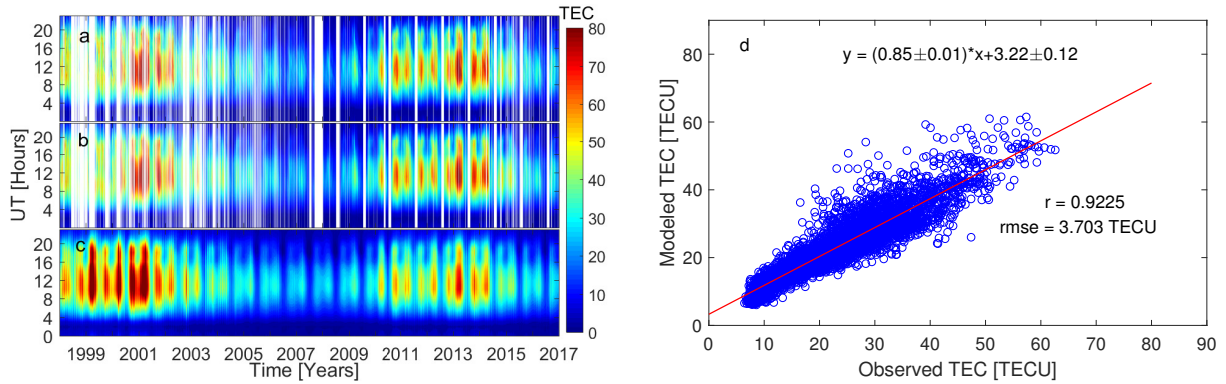 TEC
a
20
16
12
8
4
b
20
16
12
8
4
c
20
16
12
8
4
0
UT [Hours]
1999 2001 2003 2005 2007 2009 2011 2013 2015 2017
Time [Years]
80
70
60
50
40
30
20
10
0
d
y = (0.85±0.01)*x+3.22±0.12
r = 0.9225
rmse = 3.703 TECU
Modeled TEC [TECU]
80
60
40
20
0
0 10 20 30 40 50 60 70 80 90
Observed TEC [TECU]